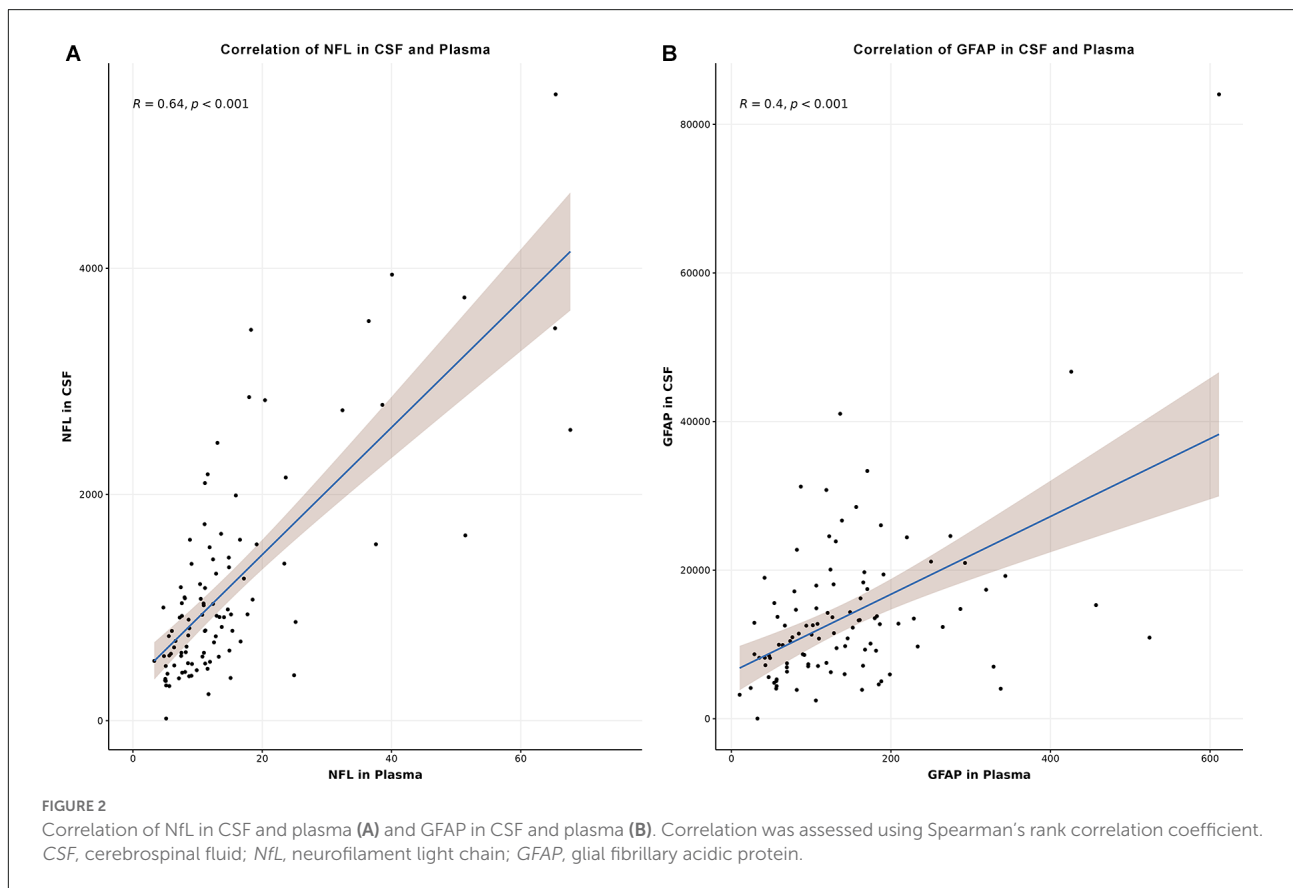 A
Correlation of NFL in CSF and Plasma
R = 0.64, p < 0.001
NFL in CSF
4000
2000
0
0 20 40 60
NFL in Plasma
B
Correlation of GFAP in CSF and Plasma
R = 0.4, p < 0.001
GFAP in CSF
80000
60000
40000
20000
0
0 200 400 600
GFAP in Plasma
FIGURE 2
Correlation of NfL in CSF and plasma (A) and GFAP in CSF and plasma (B). Correlation was assessed using Spearman's rank correlation coefficient.
CSF, cerebrospinal fluid; NfL, neurofilament light chain; GFAP, glial fibrillary acidic protein.